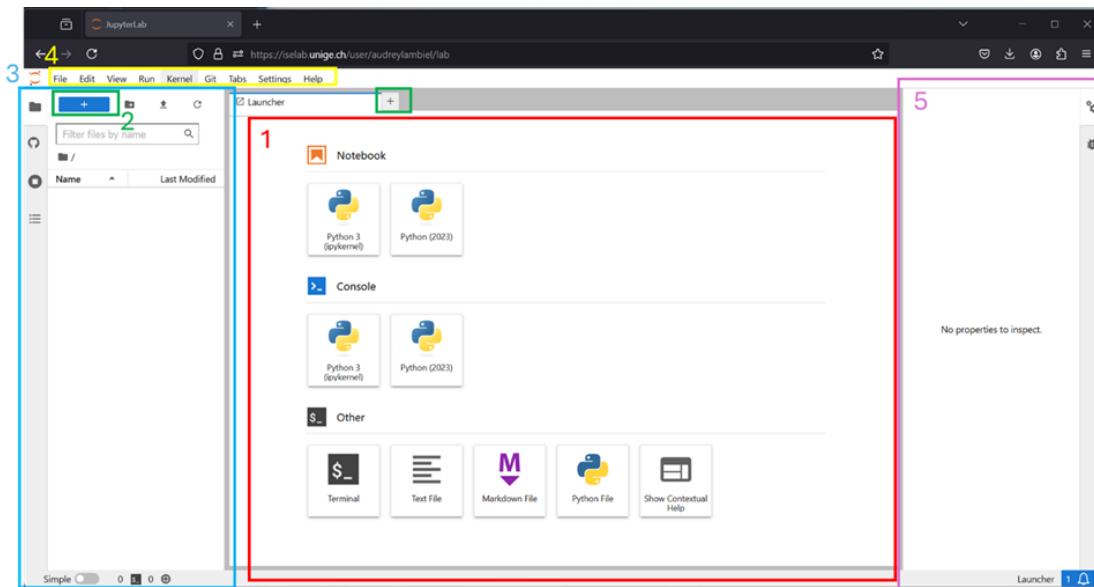 JupyterLab
https://iselab.unige.ch/user/audreylambiel/lab
4
3
File Edit View Run Kernel Git Tabs Settings Help
+
2
Launcher
+
5
Filter files by name
/
1
Name Last Modified
Notebook
Python 3 (ipykernel)
Python (2023)
Console
Python 3 (ipykernel)
Python (2023)
$_ Other
$_
Terminal
Text File
M
Markdown File
Python File
Show Contextual Help
No properties to inspect.
Simple 0 $_ 0
Launcher 1